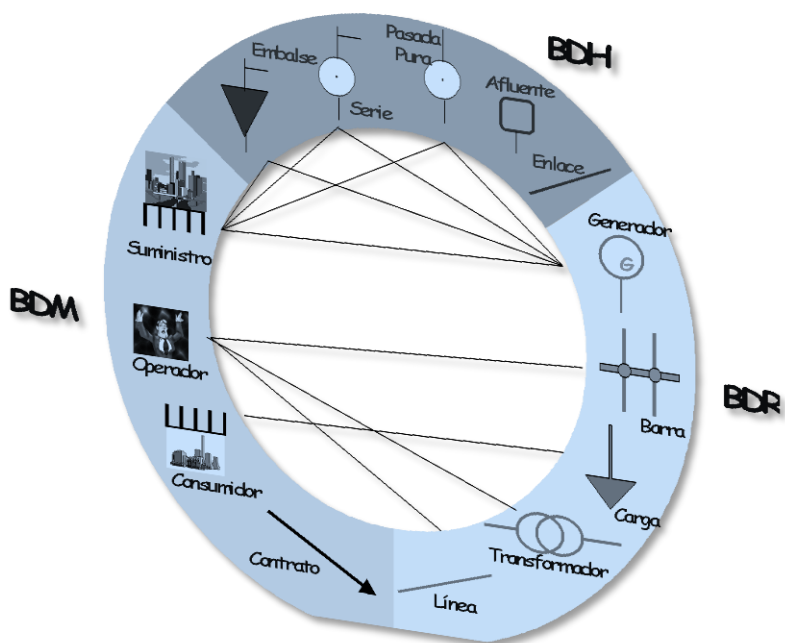 BDH
Embalse
Serie
Pasada
Pura
Afluente
Enlace
Generador
G
Barra
BDR
Carga
Transformador
Línea
Contrato
Consumidor
Operador
BDM
Suministro